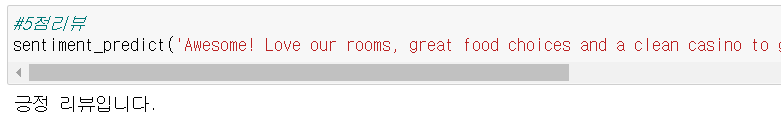 #5점리뷰
sentiment_predict('Awesome! Love our rooms, great food choices and a clean casino to
긍정 리뷰입니다.